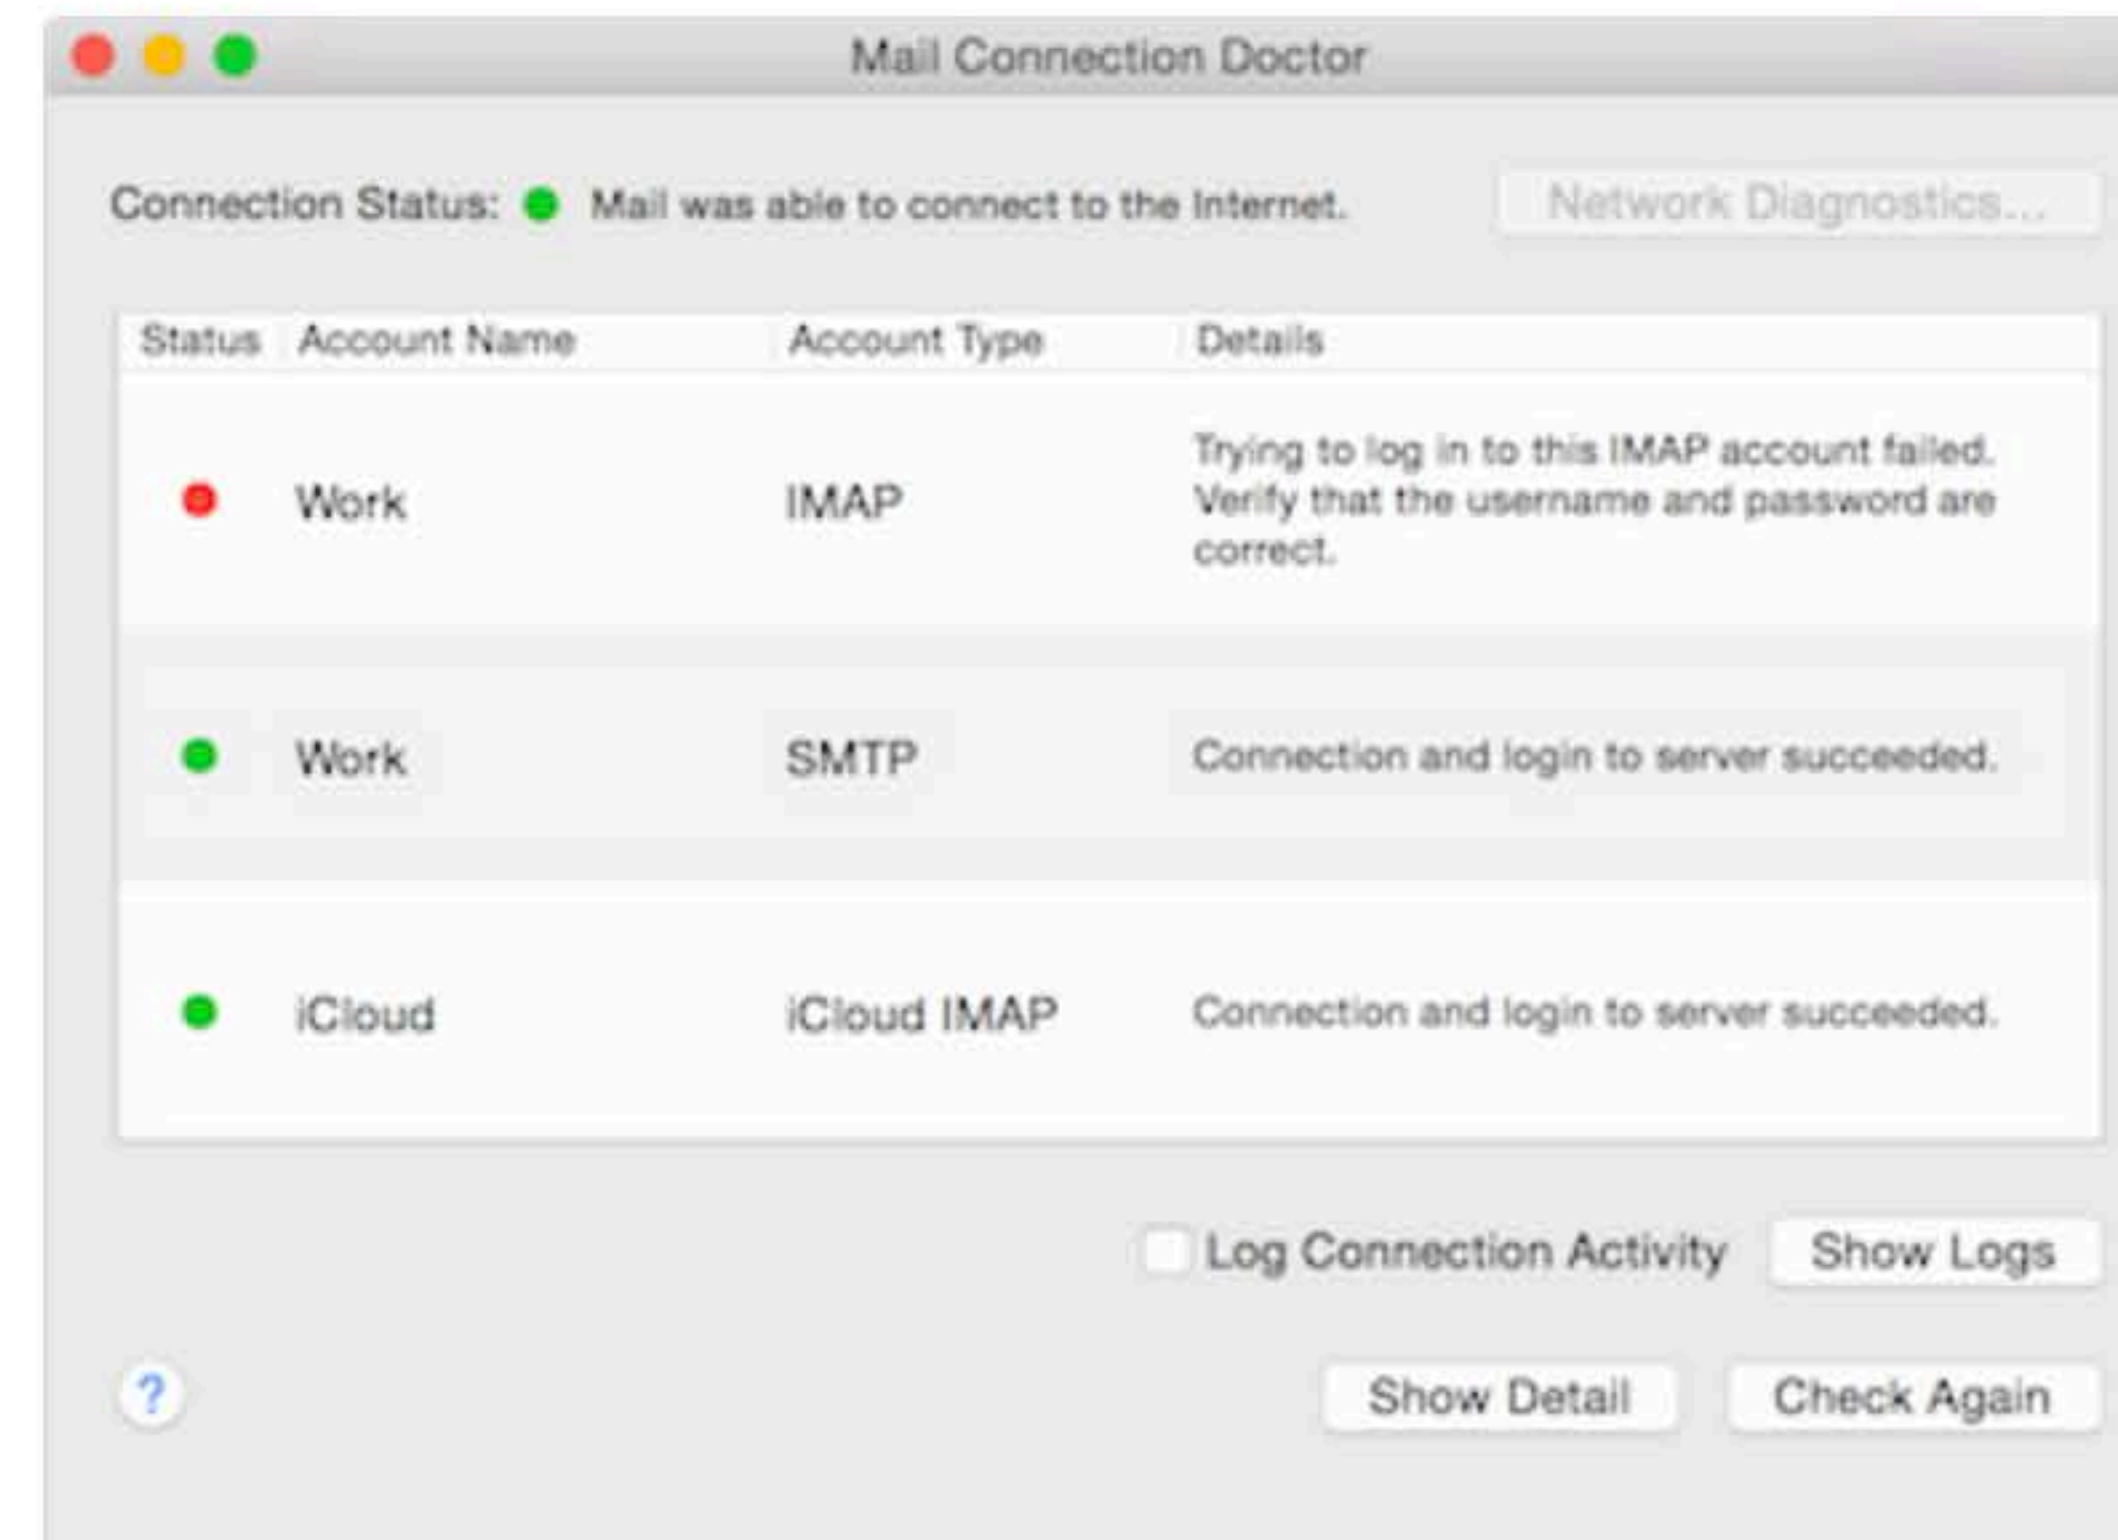 Mail Connection Doctor
Connection Status: Mail was able to connect to the Internet. Network Diagnostics...
Status Account Name Account Type Details
Work IMAP Trying to log in to this IMAP account failed.
Verify that the username and password are
correct.
Work SMTP Connection and login to server succeeded.
iCloud iCloud IMAP Connection and login to server succeeded.
Log Connection Activity Show Logs
? Show Detail Check Again